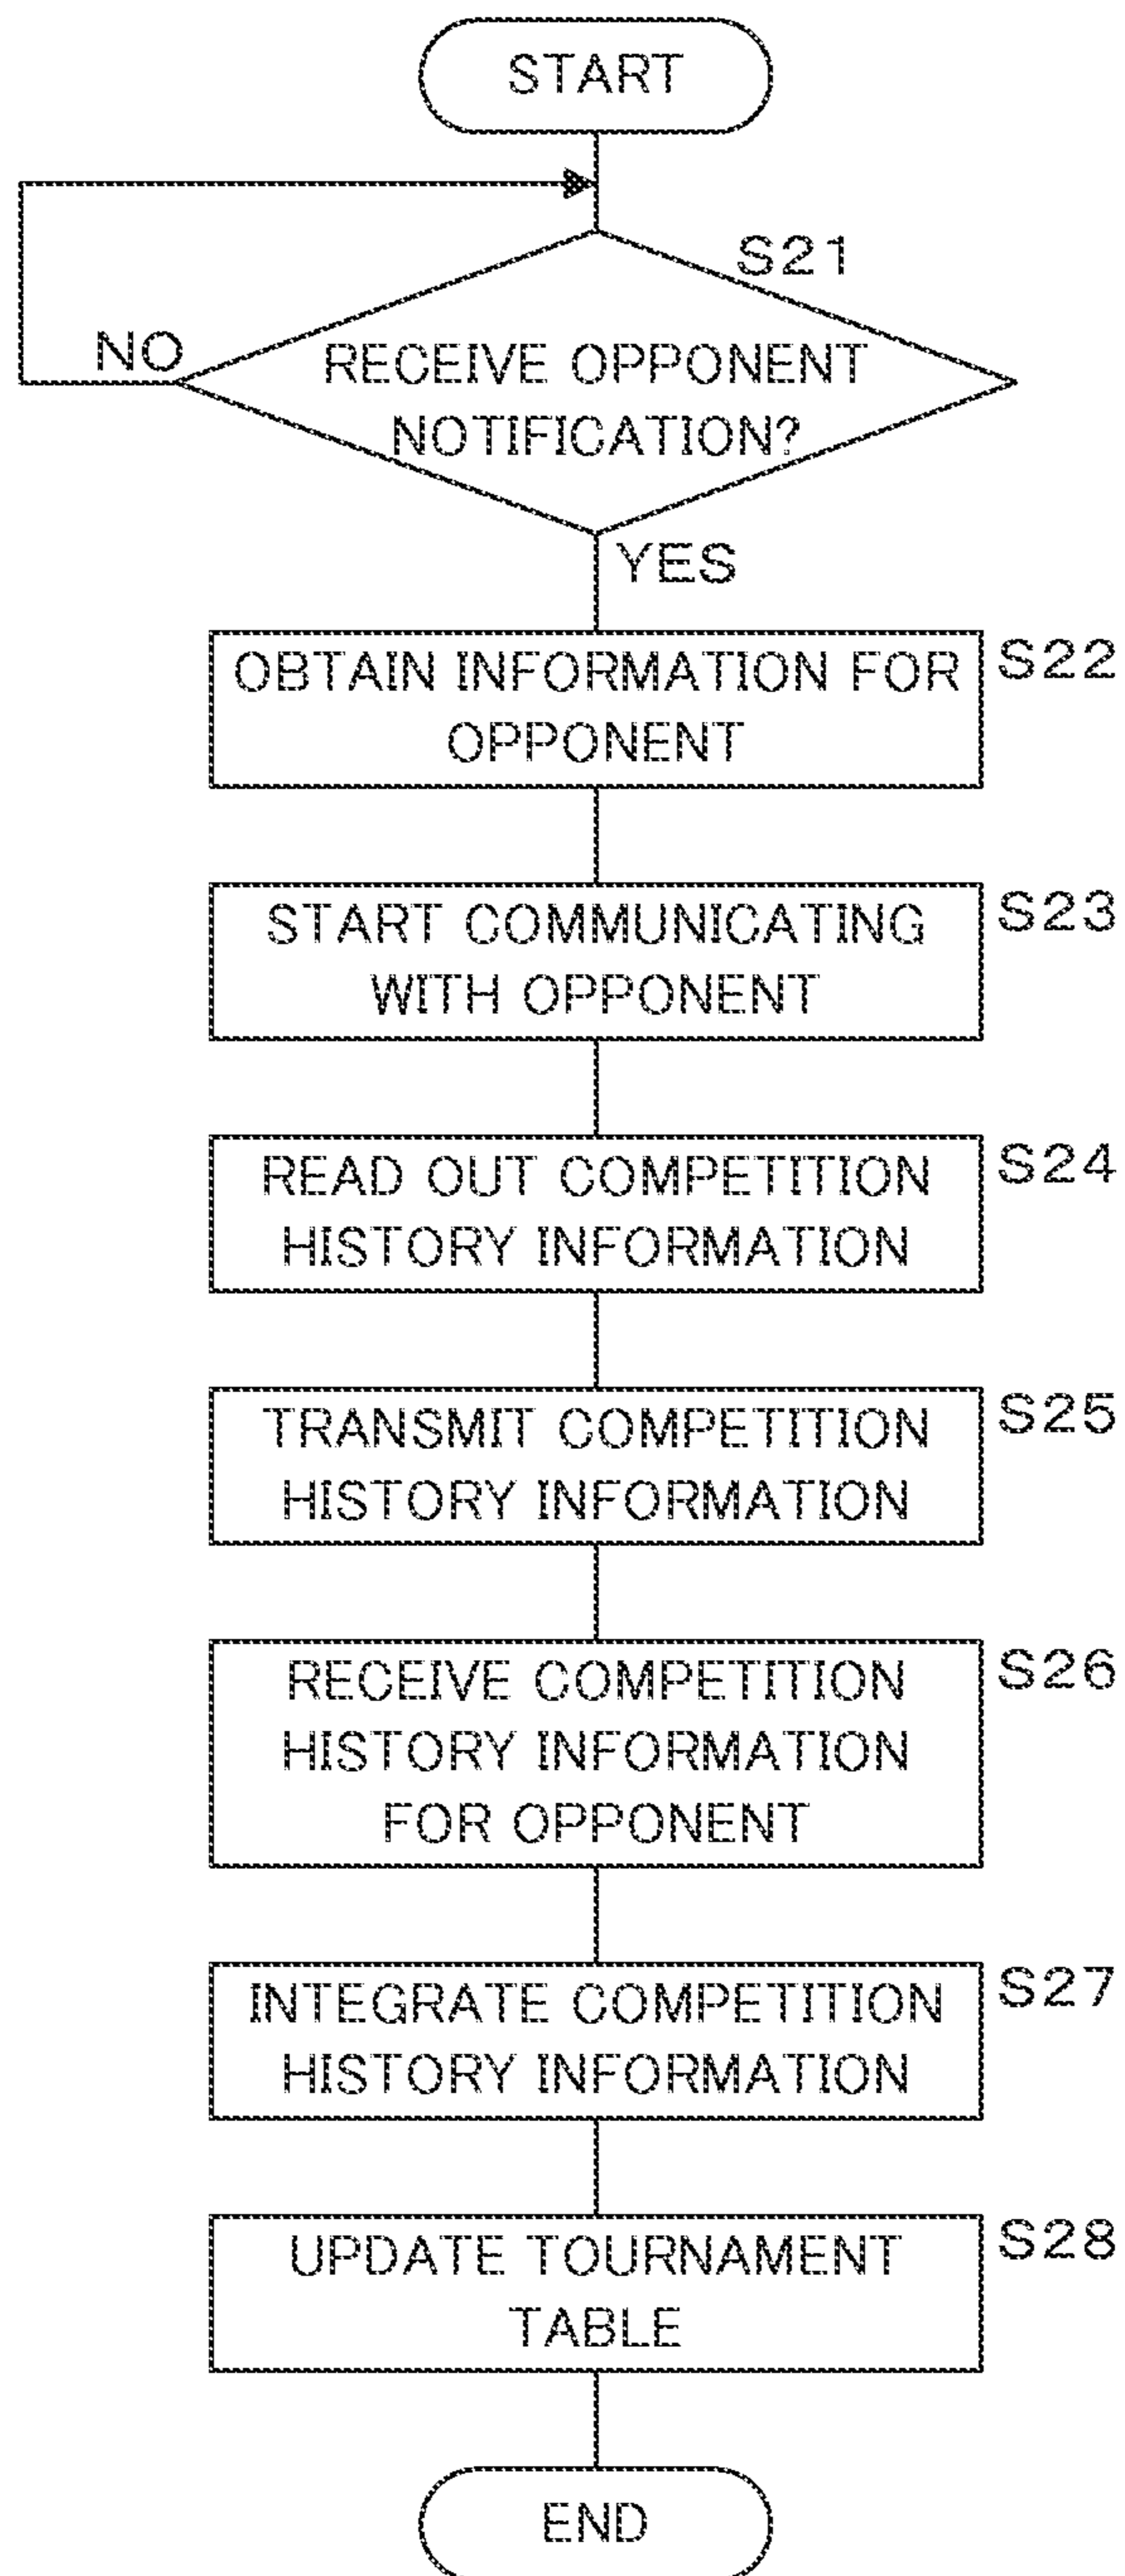 START
S21
NO
RECEIVE OPPONENT
NOTIFICATION?
YES
OBTAIN INFORMATION FOR
OPPONENT
S22
START COMMUNICATING
WITH OPPONENT
S23
READ OUT COMPETITION
HISTORY INFORMATION
S24
TRANSMIT COMPETITION
HISTORY INFORMATION
S25
RECEIVE COMPETITION
HISTORY INFORMATION
FOR OPPONENT
S26
INTEGRATE COMPETITION
HISTORY INFORMATION
S27
UPDATE TOURNAMENT
TABLE
S28
END